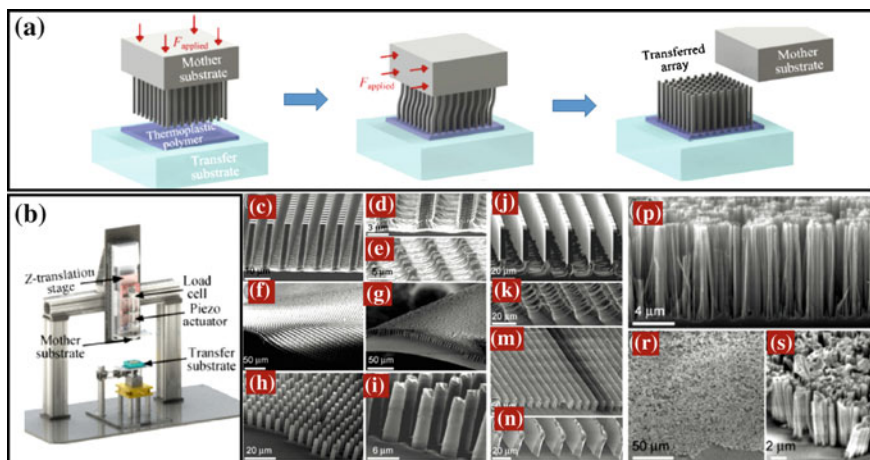 (a)
F applied
Mother substrate
Thermoplastic polymer
Transfer substrate
F applied
Transferred array
Mother substrate
(b)
Z-translation stage
Load cell
Piezo actuator
Mother substrate
Transfer substrate
(c)
(d)
3 µm
(e)
5 µm
(f)
50 µm
(g)
50 µm
(h)
20 µm
(i)
6 µm
(j)
20 µm
(k)
20 µm
(m)
(n)
20 µm
(p)
4 µm
(r)
50 µm
(s)
2 µm